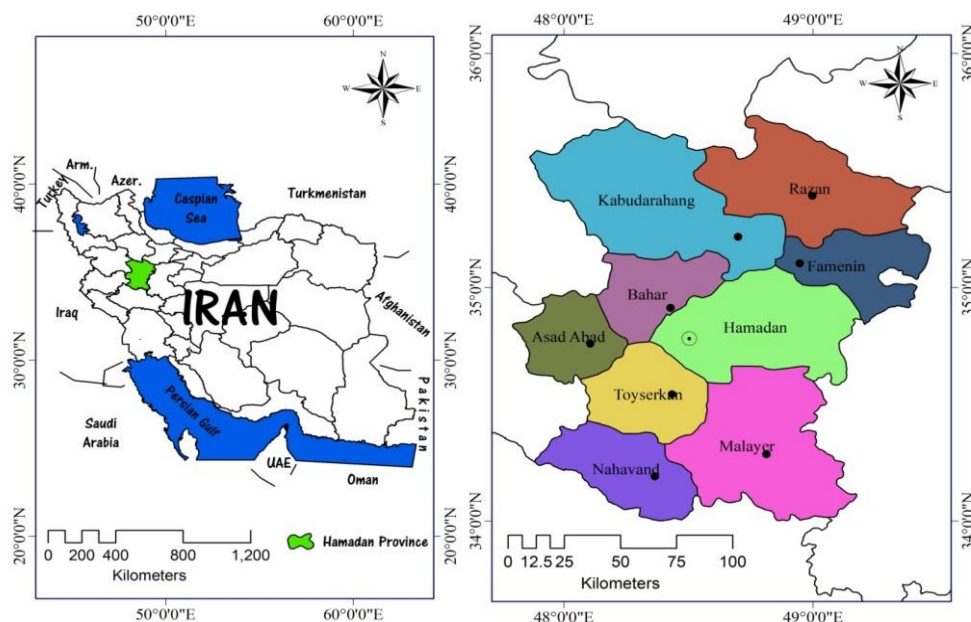 50°0'0"E
60°0'0"E
N
W
E
S
40°0'0"N
40°0'0"N
30°0'0"N
30°0'0"N
20°0'0"N
20°0'0"N
Arm.
Turkey
Azer.
Caspian
Sea
Turkmenistan
Iraq
IRAN
Afghanistan
Pakistan
Persian Gulf
Saudi
Arabia
UAE
Oman
0
200
400
800
1,200
Kilometers
Hamadan Province
50°0'0"E
60°0'0"E
48°0'0"E
49°0'0"E
N
W
E
S
36°0'0"N
36°0'0"N
35°0'0"N
35°0'0"N
34°0'0"N
34°0'0"N
Razan
Kabudarahang
Famenin
Bahar
Hamadan
Asad Abad
Toyserkan
Malayer
Nahavand
0
12.5
25
50
75
100
Kilometers
48°0'0"E
49°0'0"E